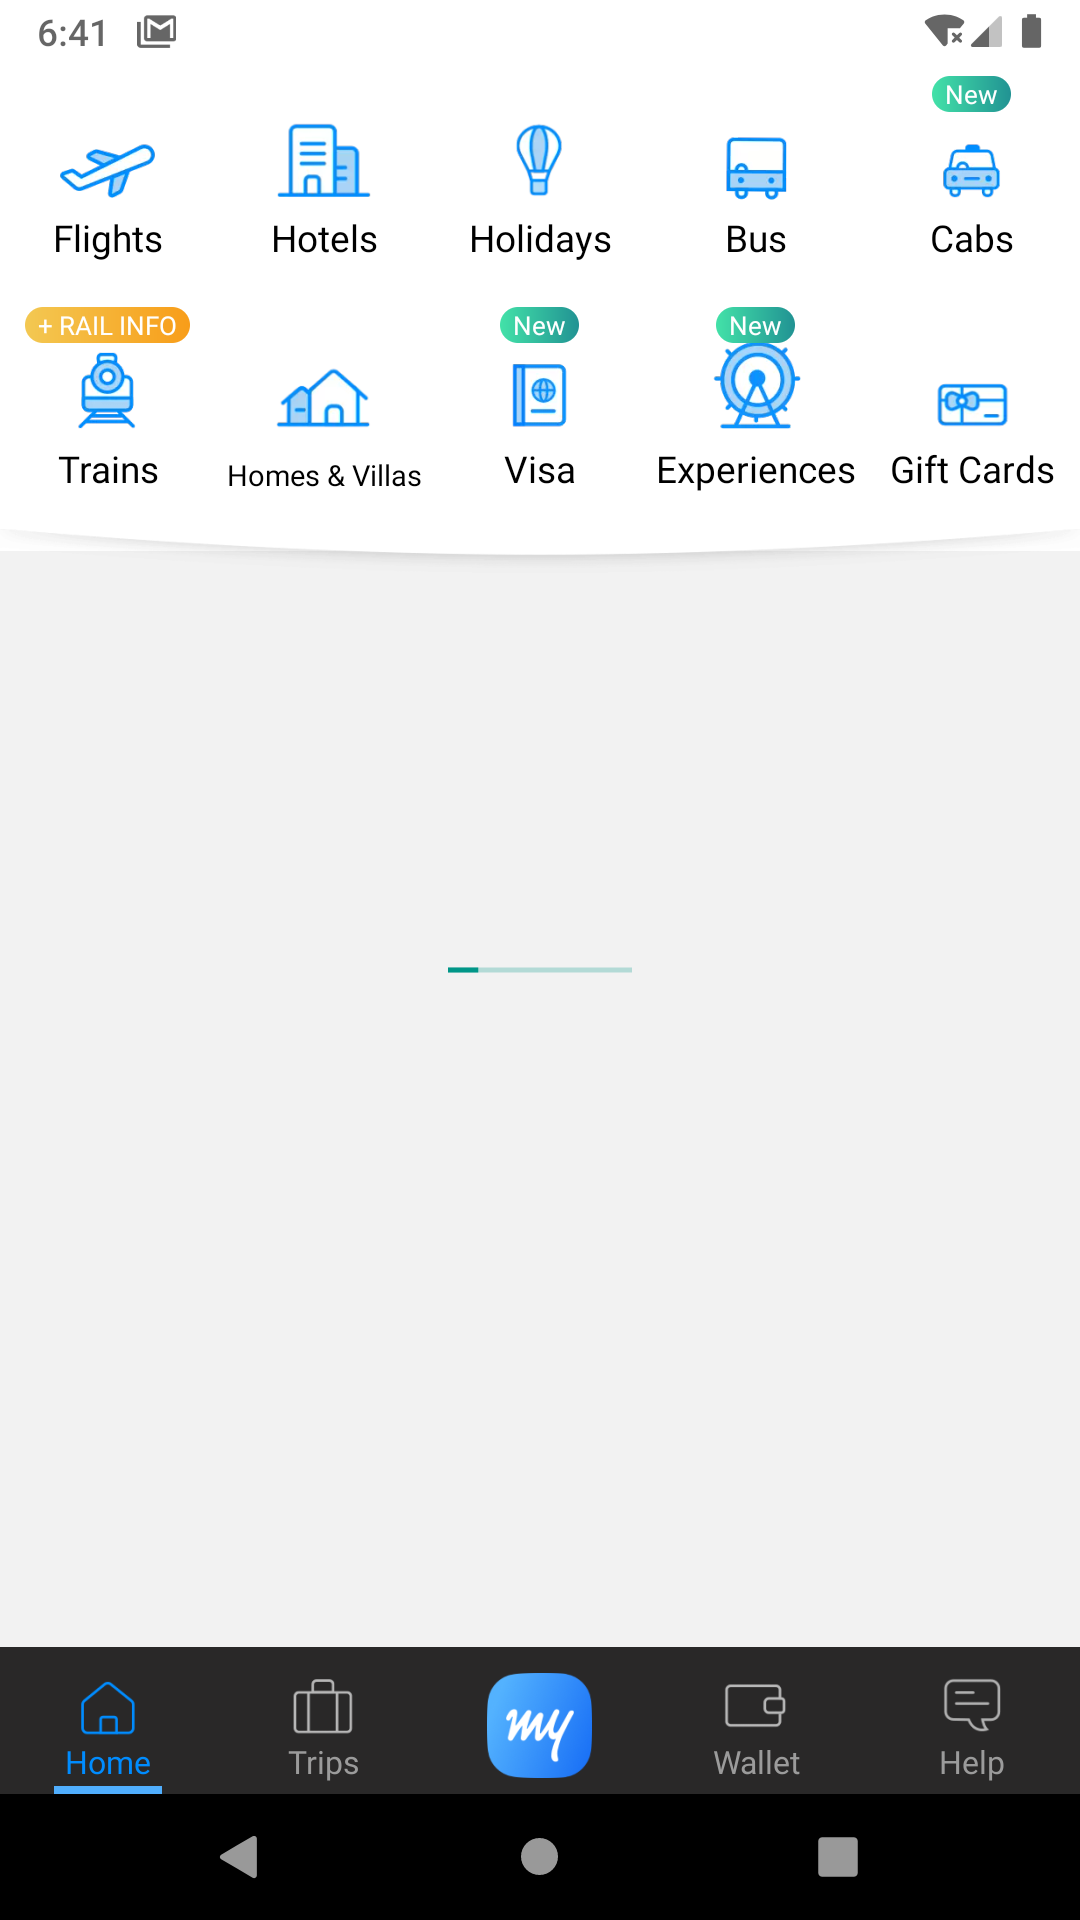 6:41
New
Flights
Hotels
Holidays
Bus
Cabs
+ RAIL INFO
New
New
Trains
Homes & Villas
Visa
Experiences
Gift Cards
Home
Trips
my
Wallet
Help